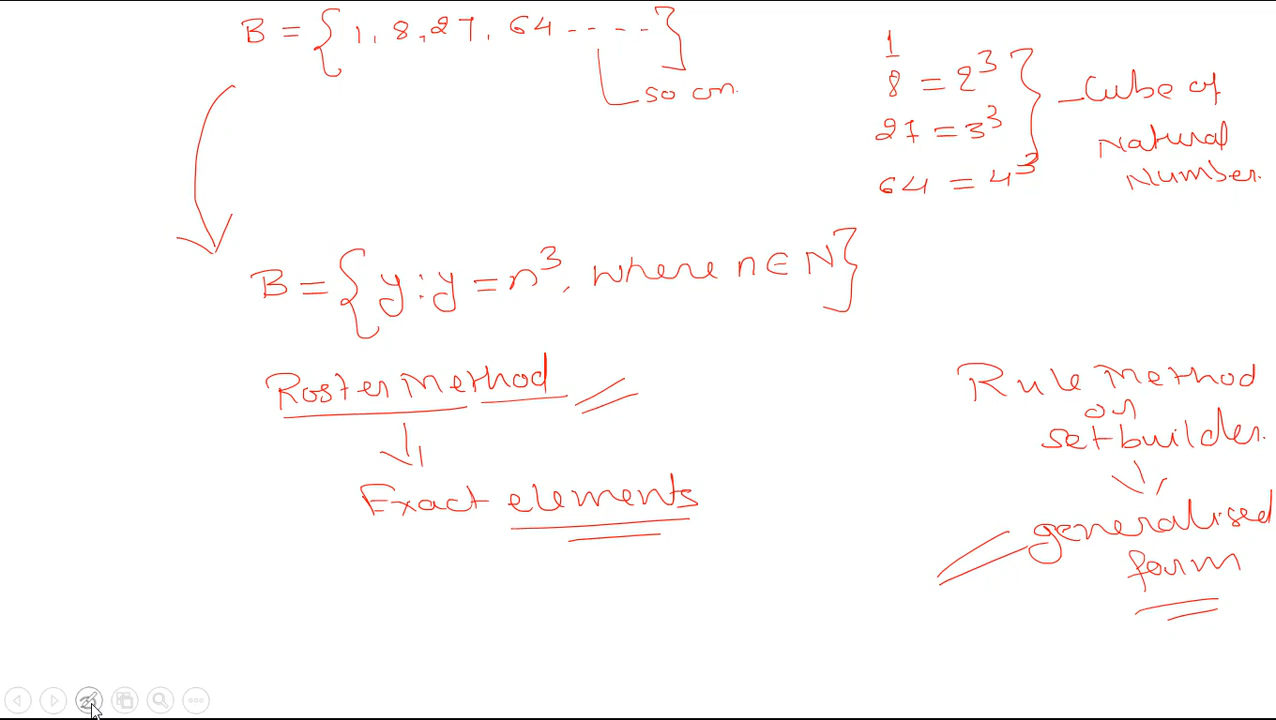 B = {1, 8, 27, 64 -----}
so on.
1
8 = 2³
27 = 3³
64 = 4³
Cube of
Natural
Number.
B = {y : y = n³, where n ∈ N}
Roster Method
Exact elements
Rule Method
or
set builder.
generalised
form